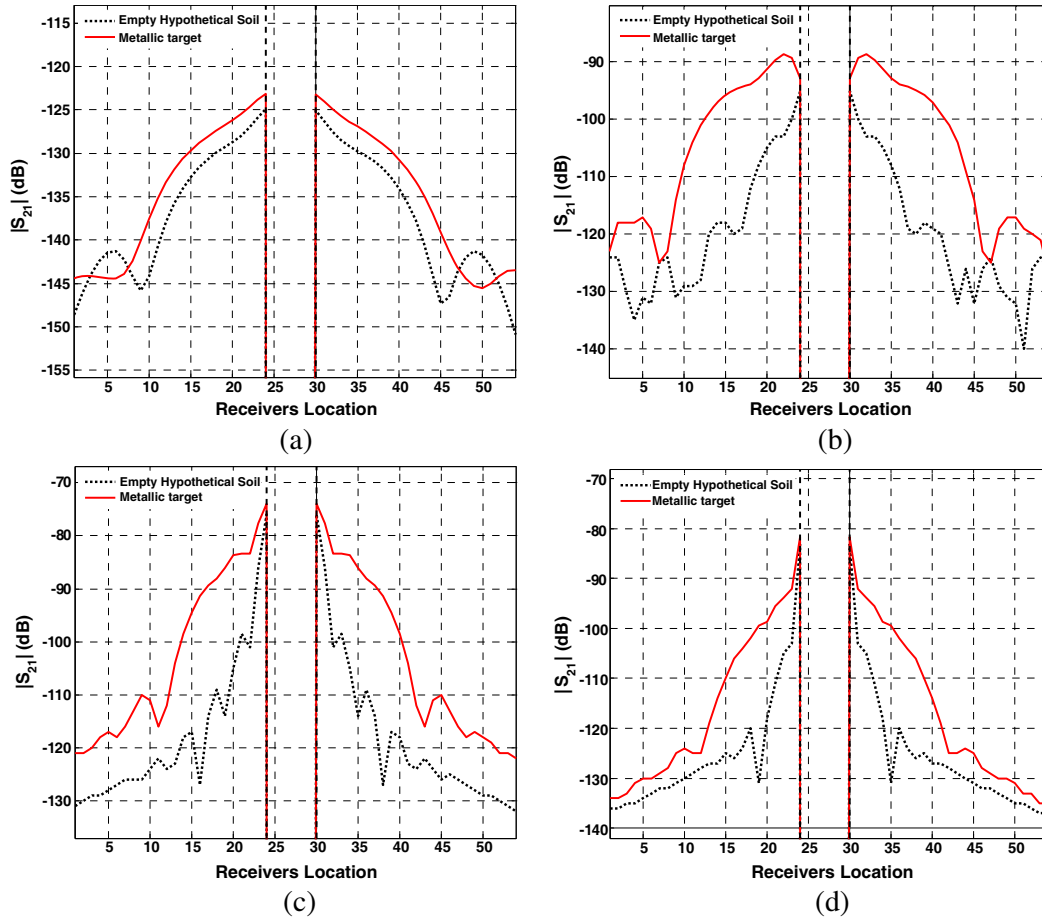 -115
-120
-125
-130
-135
-140
-145
-150
-155
|S21| (dB)
Empty Hypothetical Soil
Metallic target
5 10 15 20 25 30 35 40 45 50
Receivers Location
(a)
-90
-100
-110
-120
-130
-140
|S21| (dB)
Empty Hypothetical Soil
Metallic target
5 10 15 20 25 30 35 40 45 50
Receivers Location
(b)
-70
-80
-90
-100
-110
-120
-130
|S21| (dB)
Empty Hypothetical Soil
Metallic target
5 10 15 20 25 30 35 40 45 50
Receivers Location
(c)
-70
-80
-90
-100
-110
-120
-130
-140
|S21| (dB)
Empty Hypothetical Soil
Metallic target
5 10 15 20 25 30 35 40 45 50
Receivers Location
(d)